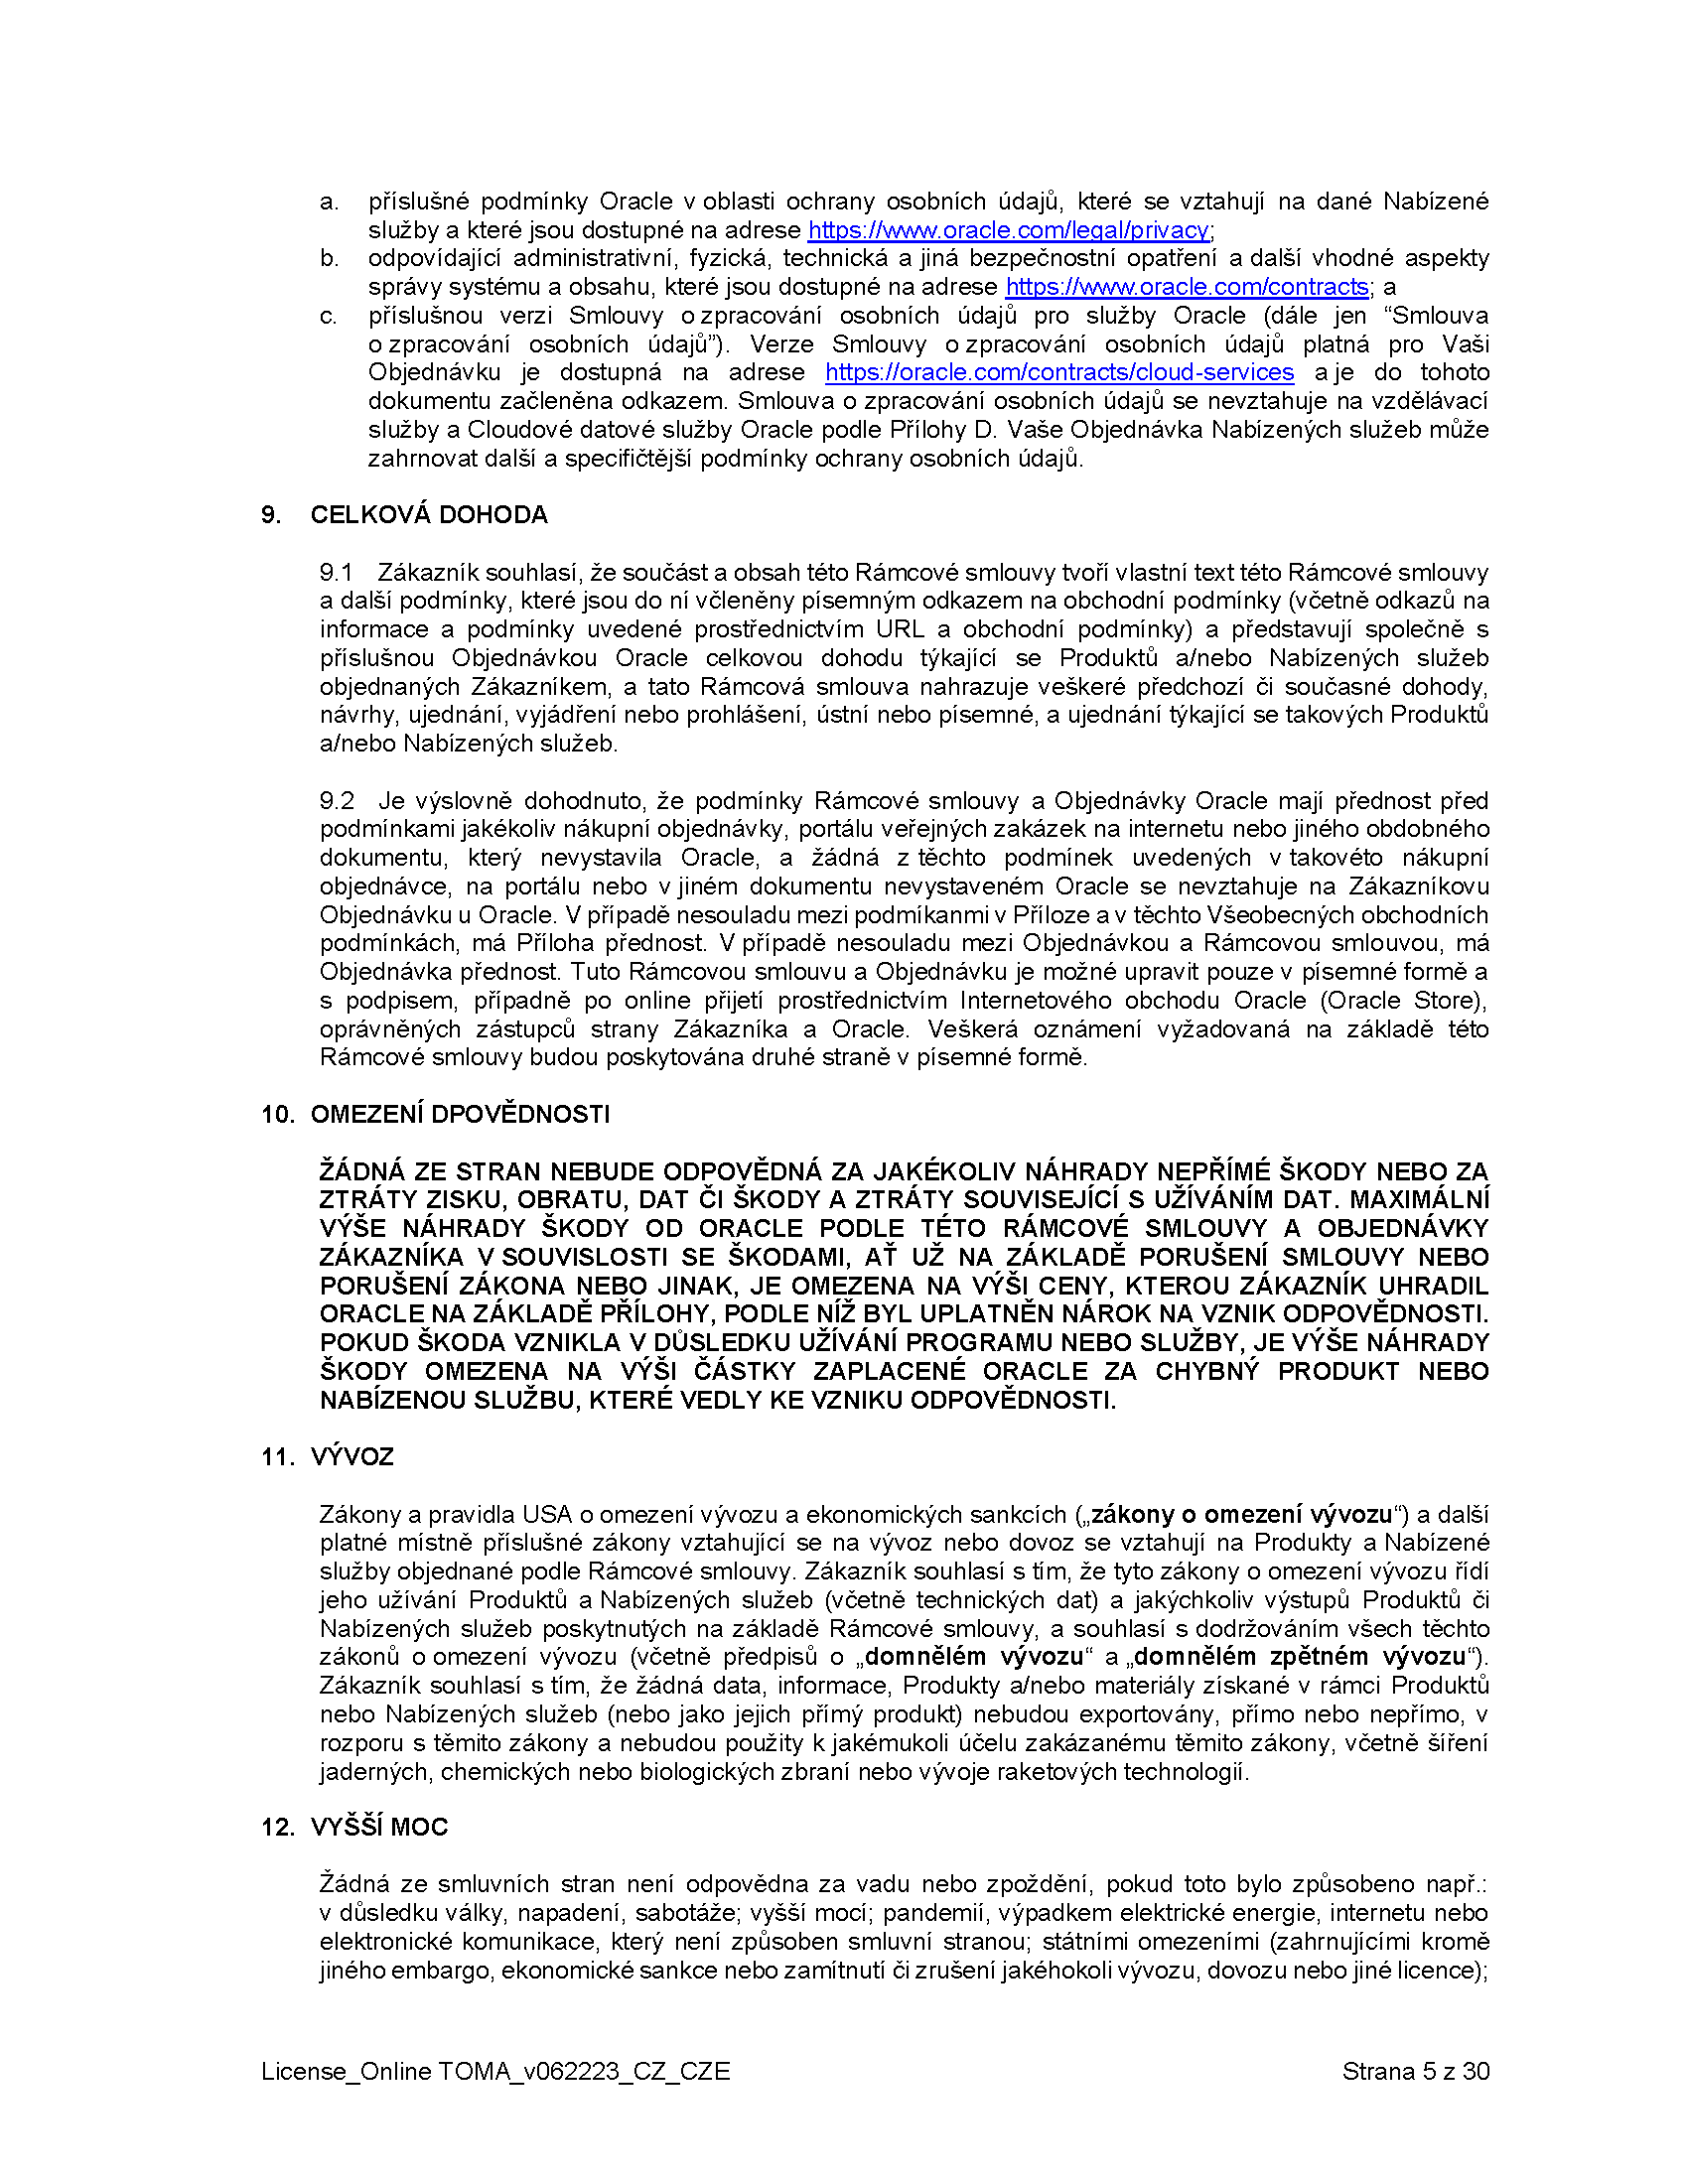 a. příslušné podmínky Oracle v oblasti ochrany osobních údajů, které se vztahují na dané Nabízené
služby a které jsou dostupné na adrese https://www.oracle.com/legal/privacy;
b. odpovídající administrativní, fyzická, technická a jiná bezpečnostní opatření a další vhodné aspekty
správy systému a obsahu, které jsou dostupné na adrese https://www.oracle.com/contracts; a
c. příslušnou verzi Smlouvy o zpracování osobních údajů pro služby Oracle (dále jen “Smlouva
o zpracování osobních údajů”). Verze Smlouvy o zpracování osobních údajů platná pro Vaši
Objednávku je dostupná na adrese https://oracle.com/contracts/cloud-services a je do tohoto
dokumentu začleněna odkazem. Smlouva o zpracování osobních údajů se nevztahuje na vzdělávací
služby a Cloudové datové služby Oracle podle Přílohy D. Vaše Objednávka Nabízených služeb může
zahrnovat další a specifičtější podmínky ochrany osobních údajů.
9. CELKOVÁ DOHODA
9.1 Zákazník souhlasí, že součást a obsah této Rámcové smlouvy tvoří vlastní text této Rámcové smlouvy
a další podmínky, které jsou do ní včleněny písemným odkazem na obchodní podmínky (včetně odkazů na
informace a podmínky uvedené prostřednictvím URL a obchodní podmínky) a představují společně s
příslušnou Objednávkou Oracle celkovou dohodu týkající se Produktů a/nebo Nabízených služeb
objednaných Zákazníkem, a tato Rámcová smlouva nahrazuje veškeré předchozí či současné dohody,
návrhy, ujednání, vyjádření nebo prohlášení, ústní nebo písemné, a ujednání týkající se takových Produktů
a/nebo Nabízených služeb.
9.2 Je výslovně dohodnuto, že podmínky Rámcové smlouvy a Objednávky Oracle mají přednost před
podmínkami jakékoliv nákupní objednávky, portálu veřejných zakázek na internetu nebo jiného obdobného
dokumentu, který nevystavila Oracle, a žádná z těchto podmínek uvedených v takovéto nákupní
objednávce, na portálu nebo v jiném dokumentu nevystaveném Oracle se nevztahuje na Zákazníkovu
Objednávku u Oracle. V případě nesouladu mezi podmíkanmi v Příloze a v těchto Všeobecných obchodních
podmínkách, má Příloha přednost. V případě nesouladu mezi Objednávkou a Rámcovou smlouvou, má
Objednávka přednost. Tuto Rámcovou smlouvu a Objednávku je možné upravit pouze v písemné formě a
s podpisem, případně po online přijetí prostřednictvím Internetového obchodu Oracle (Oracle Store),
oprávněných zástupců strany Zákazníka a Oracle. Veškerá oznámení vyžadovaná na základě této
Rámcové smlouvy budou poskytována druhé straně v písemné formě.
10. OMEZENÍ DPOVĚDNOSTI
ŽÁDNÁ ZE STRAN NEBUDE ODPOVĚDNÁ ZA JAKÉKOLIV NÁHRADY NEPŘÍMÉ ŠKODY NEBO ZA
ZTRÁTY ZISKU, OBRATU, DAT ČI ŠKODY A ZTRÁTY SOUVISEJÍCÍ S UŽÍVÁNÍM DAT. MAXIMÁLNÍ
VÝŠE NÁHRADY ŠKODY OD ORACLE PODLE TÉTO RÁMCOVÉ SMLOUVY A OBJEDNÁVKY
ZÁKAZNÍKA V SOUVISLOSTI SE ŠKODAMI, AŤ UŽ NA ZÁKLADĚ PORUŠENÍ SMLOUVY NEBO
PORUŠENÍ ZÁKONA NEBO JINAK, JE OMEZENA NA VÝŠI CENY, KTEROU ZÁKAZNÍK UHRADIL
ORACLE NA ZÁKLADĚ PŘÍLOHY, PODLE NÍŽ BYL UPLATNĚN NÁROK NA VZNIK ODPOVĚDNOSTI.
POKUD ŠKODA VZNIKLA V DŮSLEDKU UŽÍVÁNÍ PROGRAMU NEBO SLUŽBY, JE VÝŠE NÁHRADY
ŠKODY OMEZENA NA VÝŠI ČÁSTKY ZAPLACENÉ ORACLE ZA CHYBNÝ PRODUKT NEBO
NABÍZENOU SLUŽBU, KTERÉ VEDLY KE VZNIKU ODPOVĚDNOSTI.
11. VÝVOZ
Zákony a pravidla USA o omezení vývozu a ekonomických sankcích („zákony o omezení vývozu“) a další
platné místně příslušné zákony vztahující se na vývoz nebo dovoz se vztahují na Produkty a Nabízené
služby objednané podle Rámcové smlouvy. Zákazník souhlasí s tím, že tyto zákony o omezení vývozu řídí
jeho užívání Produktů a Nabízených služeb (včetně technických dat) a jakýchkoliv výstupů Produktů či
Nabízených služeb poskytnutých na základě Rámcové smlouvy, a souhlasí s dodržováním všech těchto
zákonů o omezení vývozu (včetně předpisů o „domnělém vývozu“ a „domnělém zpětném vývozu“).
Zákazník souhlasí s tím, že žádná data, informace, Produkty a/nebo materiály získané v rámci Produktů
nebo Nabízených služeb (nebo jako jejich přímý produkt) nebudou exportovány, přímo nebo nepřímo, v
rozporu s těmito zákony a nebudou použity k jakémukoli účelu zakázanému těmito zákony, včetně šíření
jaderných, chemických nebo biologických zbraní nebo vývoje raketových technologií.
12. VYŠŠÍ MOC
Žádná ze smluvních stran není odpovědna za vadu nebo zpoždění, pokud toto bylo způsobeno např.:
v důsledku války, napadení, sabotáže; vyšší mocí; pandemií, výpadkem elektrické energie, internetu nebo
elektronické komunikace, který není způsoben smluvní stranou; státními omezeními (zahrnujícími kromě
jiného embargo, ekonomické sankce nebo zamítnutí či zrušení jakéhokoli vývozu, dovozu nebo jiné licence);
License_Online TOMA_v062223_CZ_CZE Strana 5 z 30